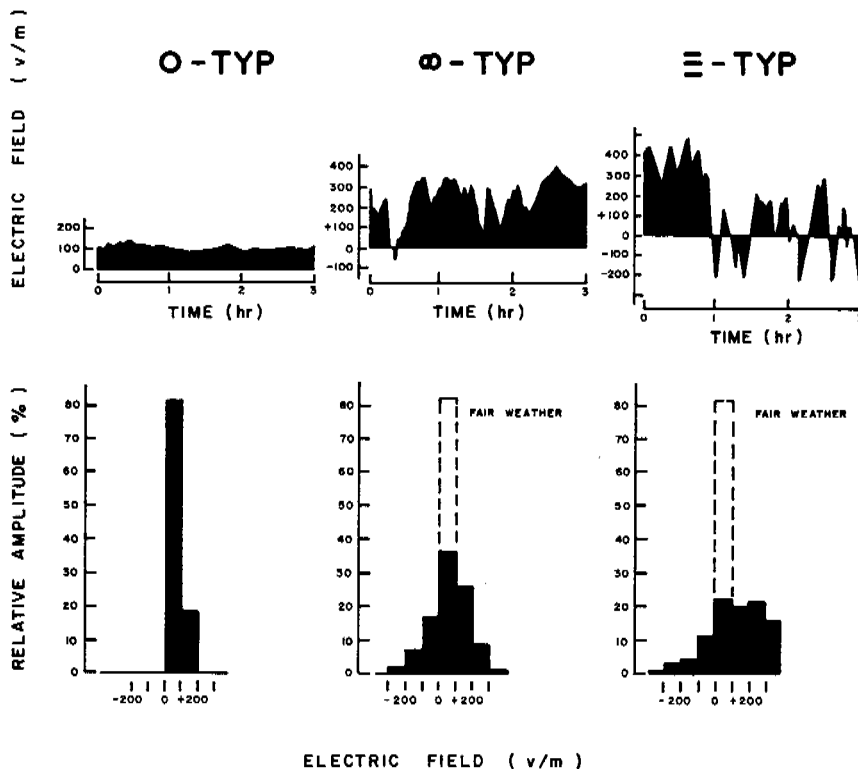 ELECTRIC FIELD (v/m)
O-TYP
∞-TYP
Ξ-TYP
200
100
0
0 1 2 3
TIME (hr)
400
300
200
+100
0
-100
0 1 2 3
TIME (hr)
400
300
200
+100
0
-100
-200
0 1 2
TIME (hr)
RELATIVE AMPLITUDE (%)
80
70
60
50
40
30
20
10
0
-200 0 +200
80
70
60
50
40
30
20
10
0
FAIR WEATHER
-200 0 +200
80
70
60
50
40
30
20
10
0
FAIR WEATHER
-200 0 +200
ELECTRIC FIELD (v/m)